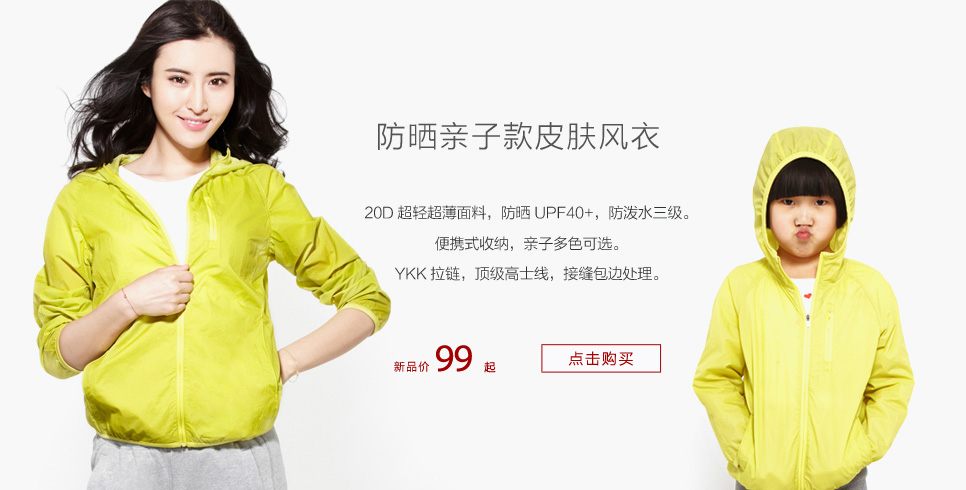 防晒亲子款皮肤风衣
20D 超轻超薄面料，防晒 UPF40+，防泼水三级。
便携式收纳，亲子多色可选。
YKK 拉链，顶级高士线，接缝包边处理。
新品价 99 起
点击购买